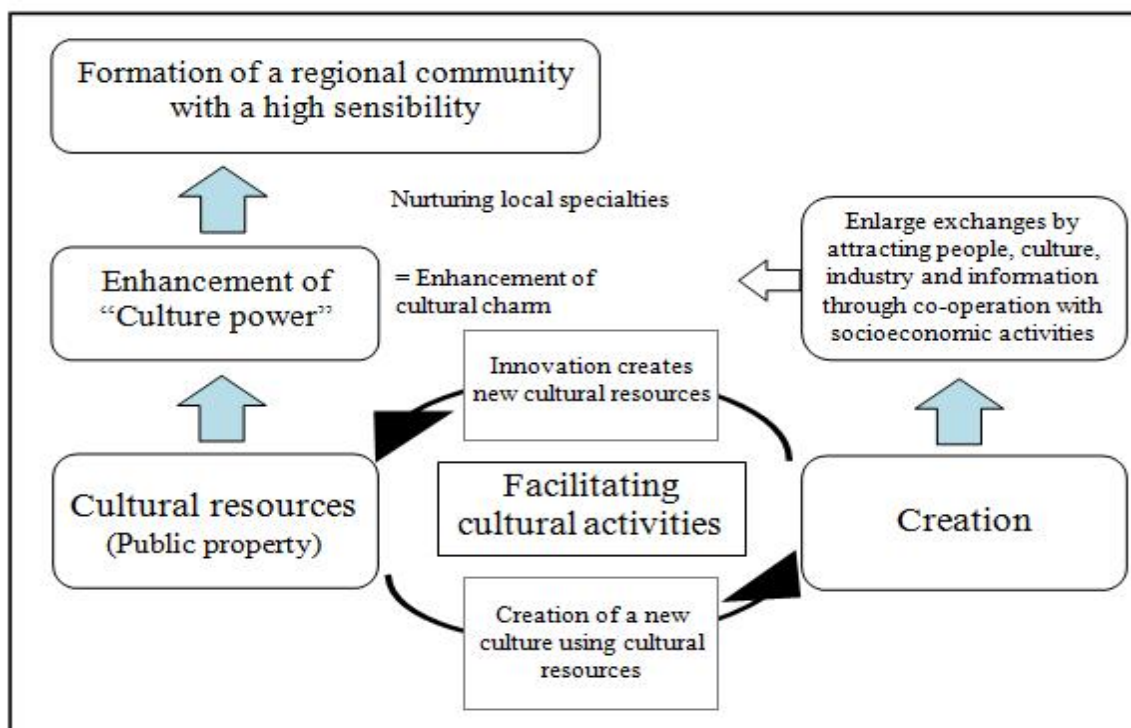 Formation of a regional community
with a high sensibility
Nurturing local specialties
Enhancement of
“Culture power”
= Enhancement of
cultural charm
Enlarge exchanges by
attracting people, culture,
industry and information
through co-operation with
socioeconomic activities
Innovation creates
new cultural resources
Cultural resources
(Public property)
Facilitating
cultural activities
Creation
Creation of a new
culture using cultural
resources